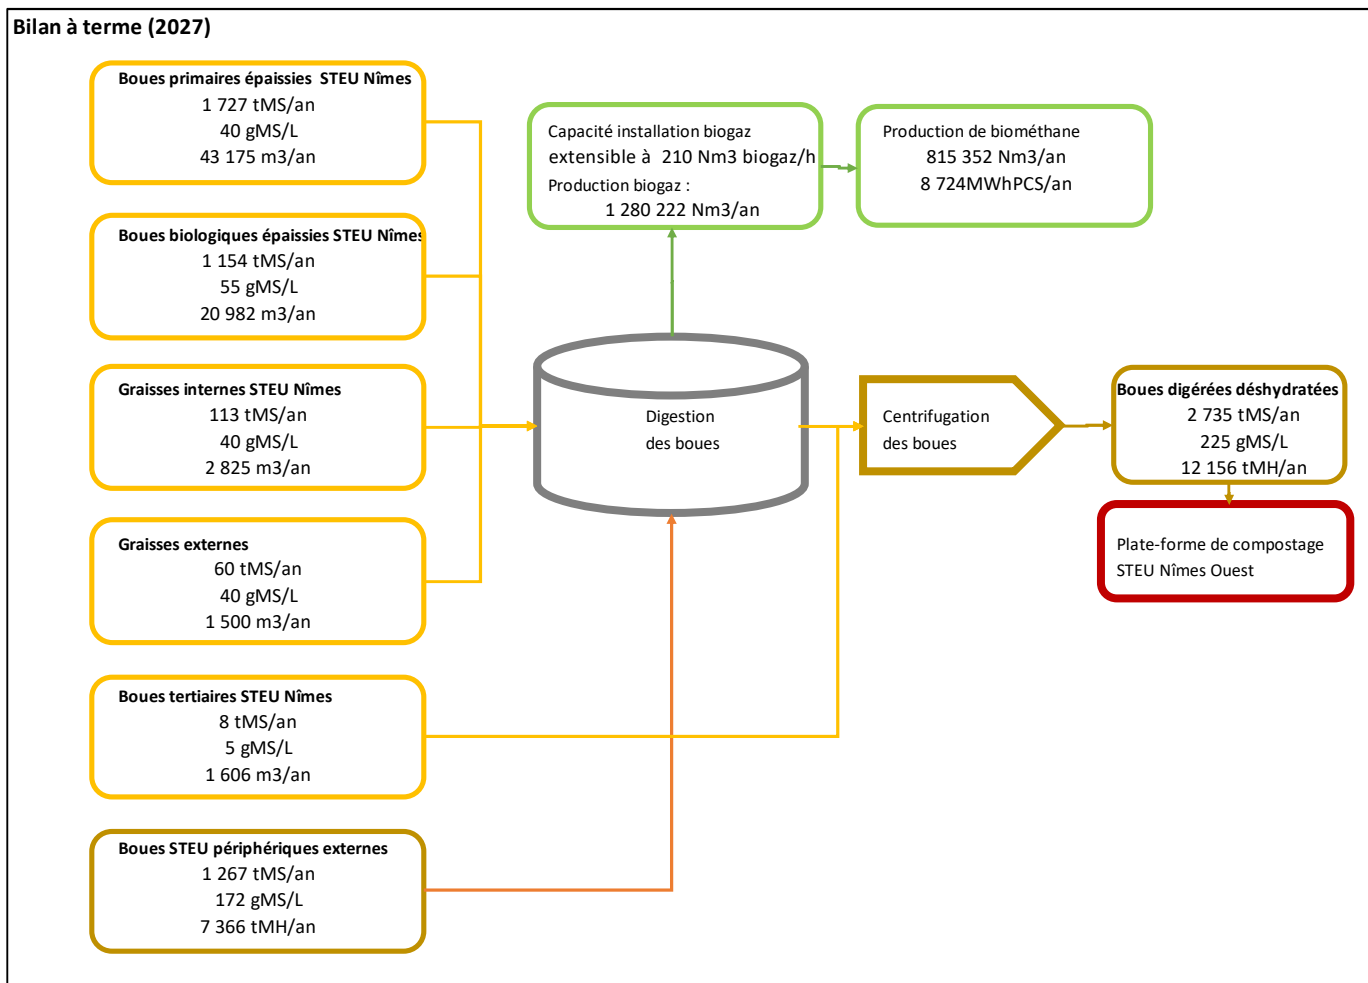 Bilan à terme (2027)
Boues primaires épaissies STEU Nîmes
1 727 tMS/an
40 gMS/L
43 175 m3/an
Boues biologiques épaissies STEU Nîmes
1 154 tMS/an
55 gMS/L
20 982 m3/an
Graisses internes STEU Nîmes
113 tMS/an
40 gMS/L
2 825 m3/an
Graisses externes
60 tMS/an
40 gMS/L
1 500 m3/an
Boues tertiaires STEU Nîmes
8 tMS/an
5 gMS/L
1 606 m3/an
Boues STEU périphériques externes
1 267 tMS/an
172 gMS/L
7 366 tMH/an
Capacité installation biogaz
extensible à 210 Nm3 biogaz/h
Production biogaz :
1 280 222 Nm3/an
Production de biométhane
815 352 Nm3/an
8 724MWhPCS/an
Digestion
des boues
Centrifugation
des boues
Boues digérées déshydratées
2 735 tMS/an
225 gMS/L
12 156 tMH/an
Plate-forme de compostage
STEU Nîmes Ouest